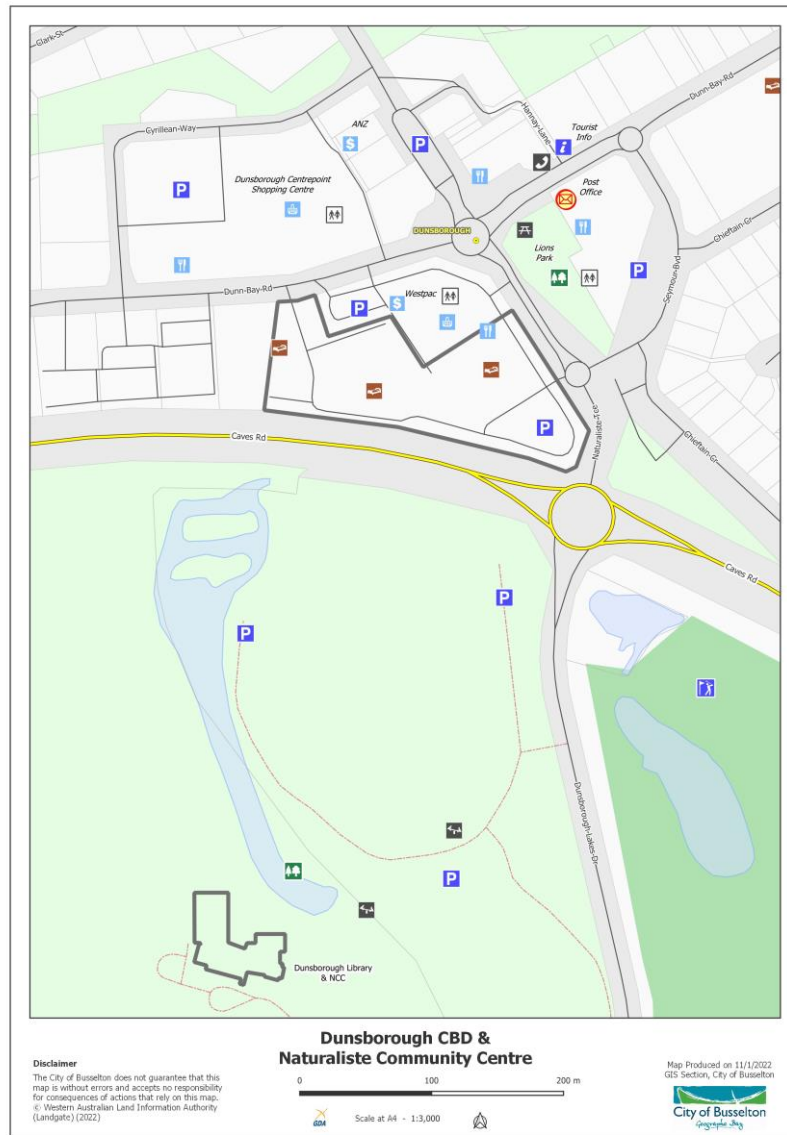 Clark-St
Cyrillean-Way
ANZ
$
P
Hannay-Lane
Tourist
Info
i
Dunn-Bay-Rd
P
Dunsborough Centrepoint
Shopping Centre
Post
Office
DUNSBOROUGH
Lions
Park
Chieftain-Cr
P
Seymour-Bvd
Dunn-Bay-Rd
Westpac
P
$
P
Naturaliste-Tce
Chieftain-Cr
Caves Rd
Caves Rd
P
P
Dunsborough-Lakes-Dr
P
Dunsborough Library
& NCC
Dunsborough CBD &
Naturaliste Community Centre
Disclaimer
The City of Busselton does not guarantee that this
map is without errors and accepts no responsibility
for consequences of actions that rely on this map.
© Western Australian Land Information Authority
(Landgate) (2022)
0 100 200 m
GDA
Scale at A4 - 1:3,000
Map Produced on 11/1/2022
GIS Section, City of Busselton
City of Busselton
Geographe Bay